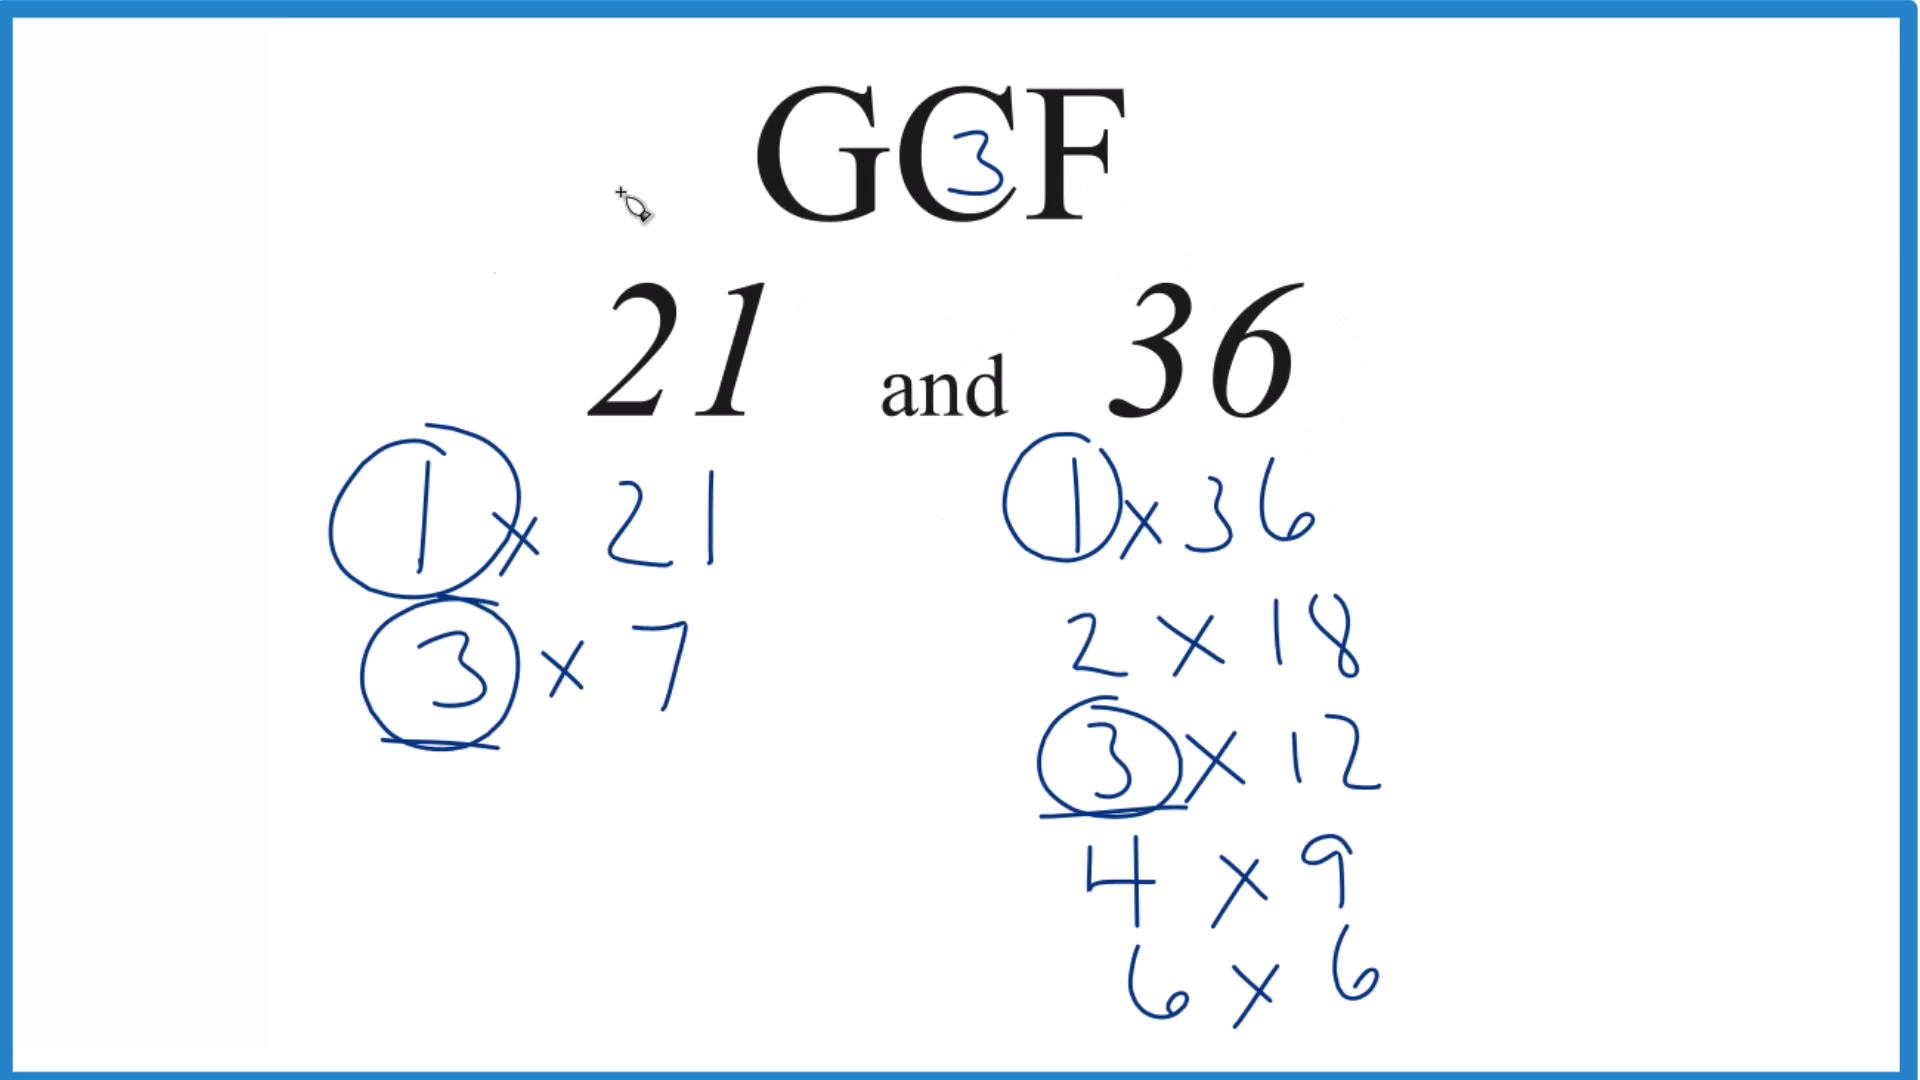 GCF
3
21 and 36
1 x 21
3 x 7
1 x 36
2 x 18
3 x 12
4 x 9
6 x 6